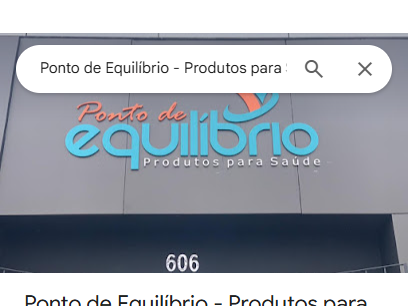 Ponto de Equilíbrio - Produtos para
Ponto de
equilíbrio
Produtos para Saúde
606
Ponto de Equilíbrio - Produtos para